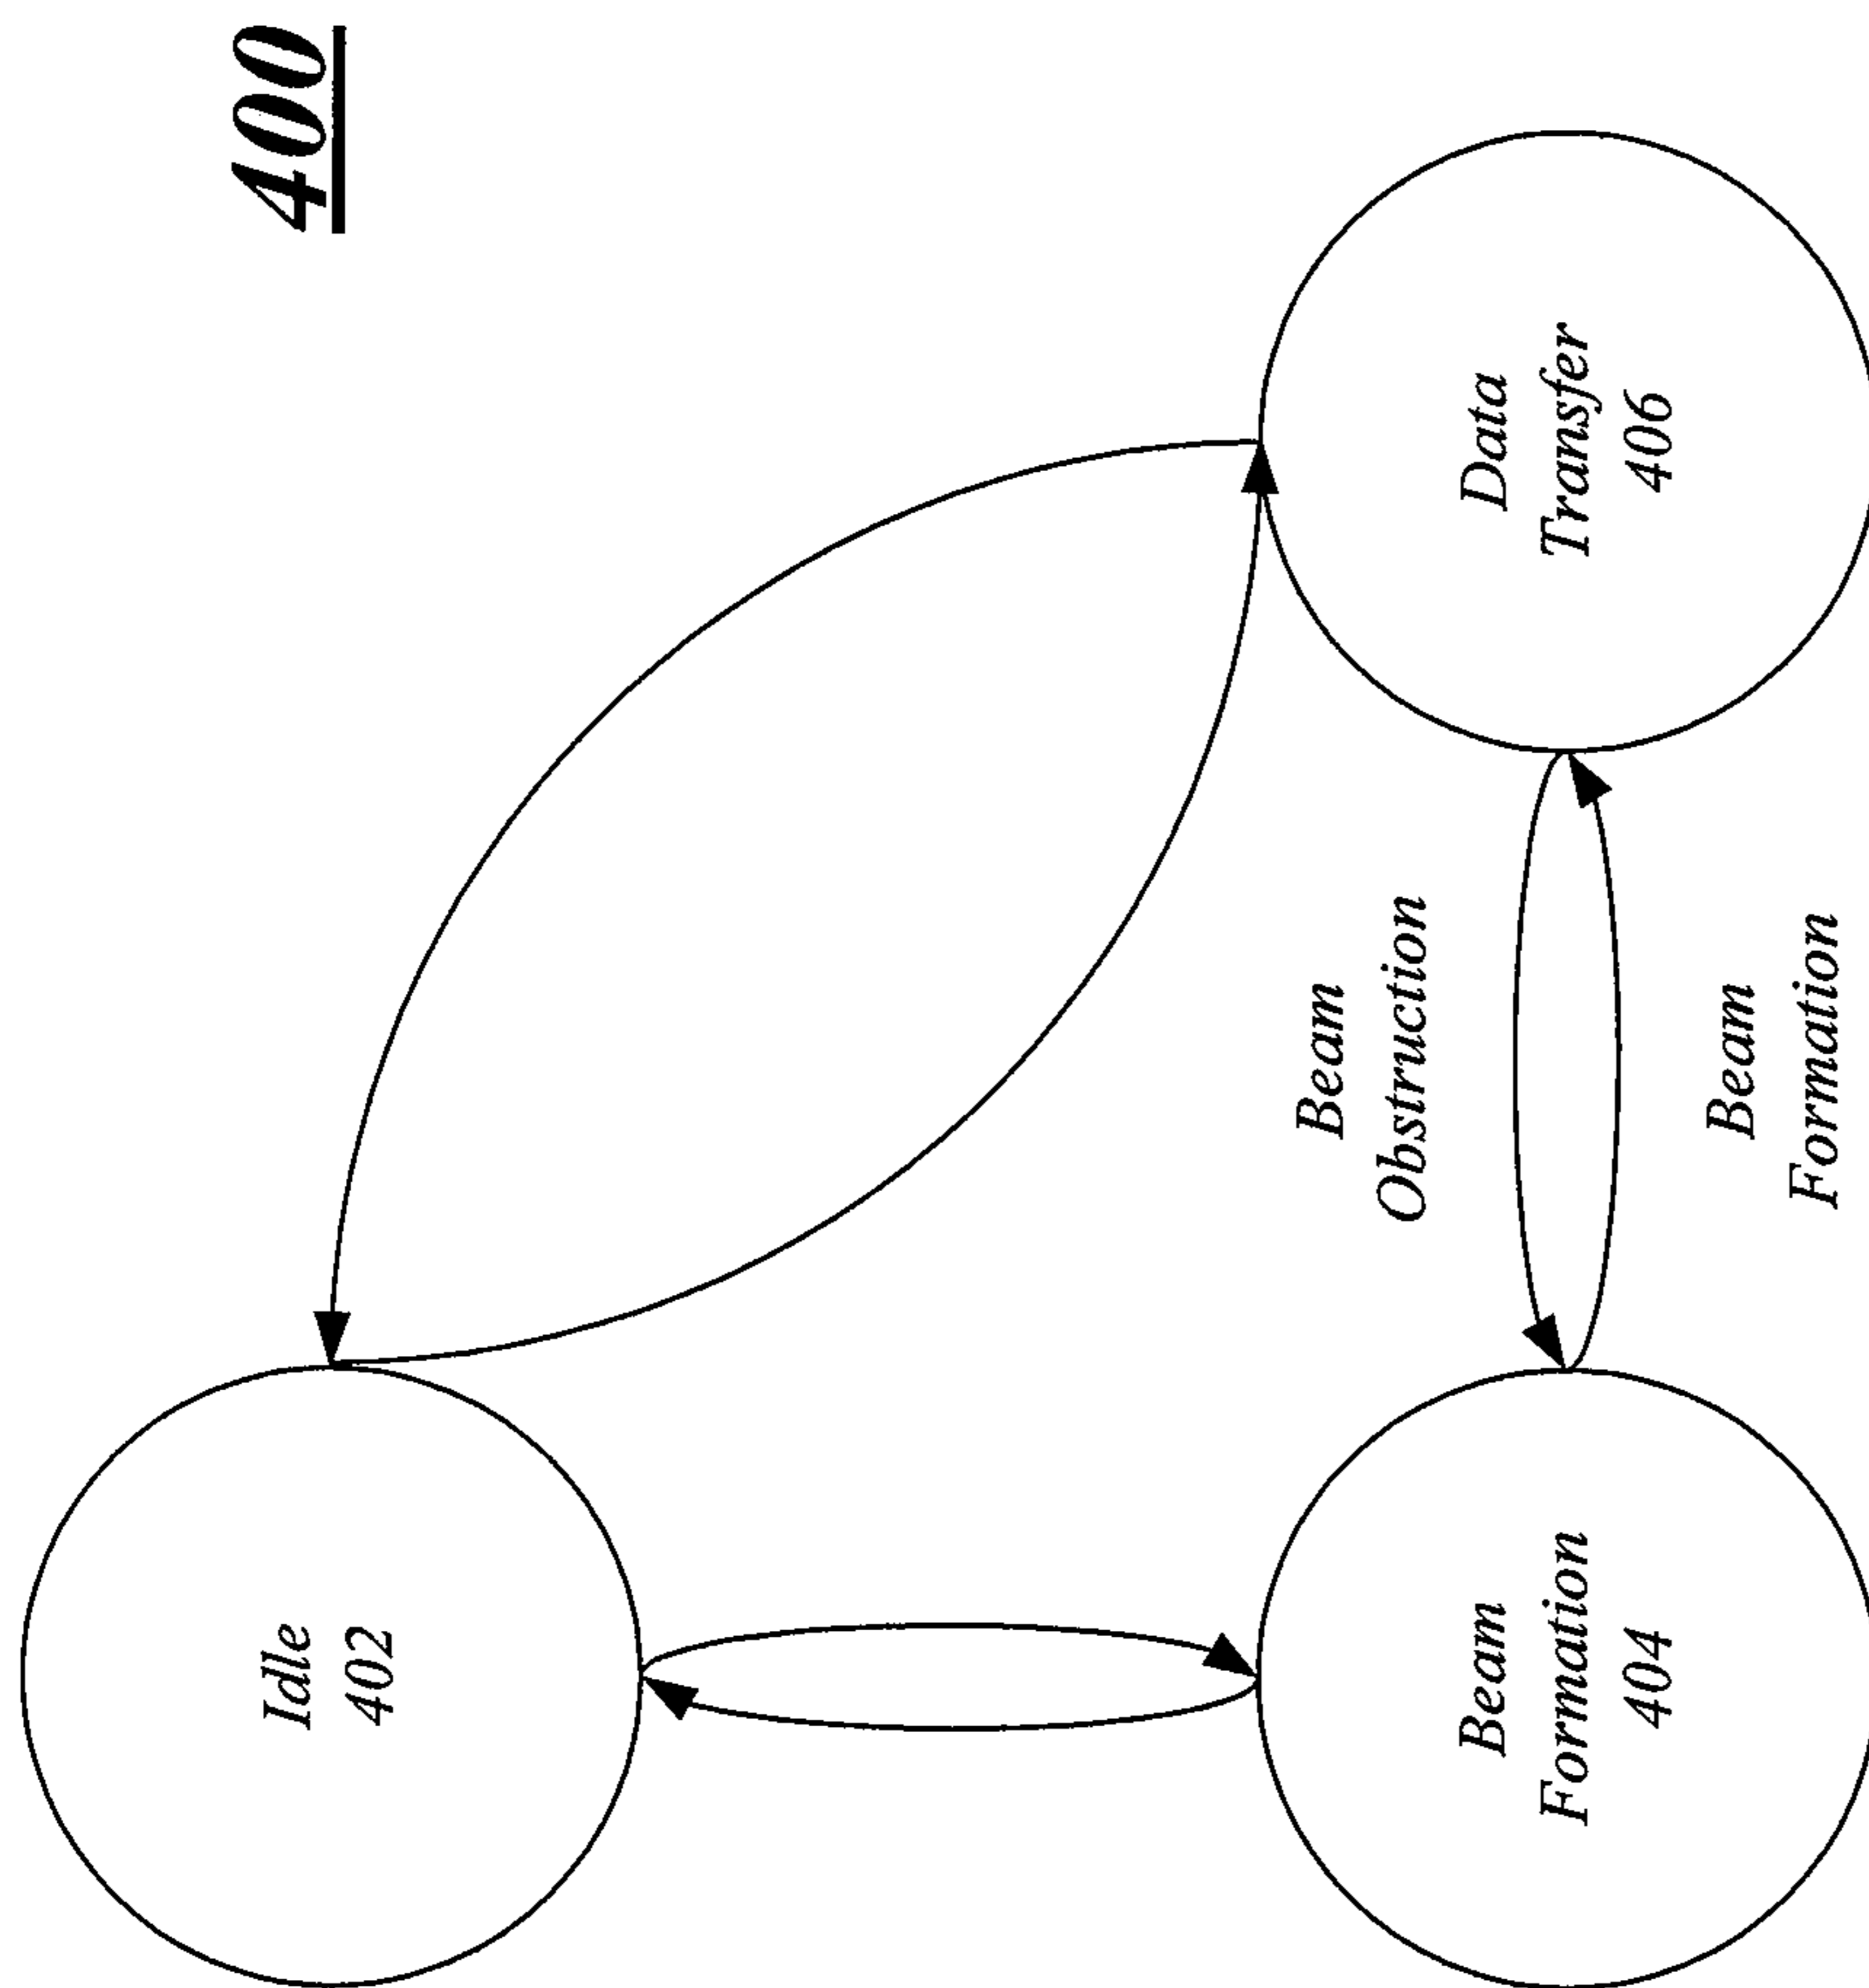 400
Idle
402
Data
Transfer
406
Beam
Obstruction
Beam
Formation
Beam
Formation
404